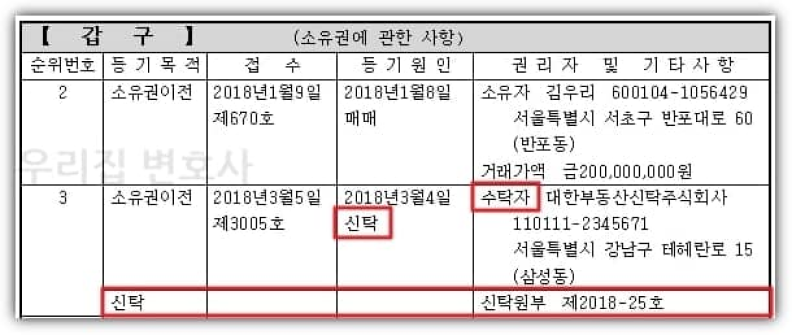 【 갑 구 】 (소유권에 관한 사항)
순위번호 등기목적 접 수 등기원인 권리자 및 기타사항
2 소유권이전 2018년1월9일 2018년1월8일 소유자 김우리 600104-1056429
제670호 매매 서울특별시 서초구 반포대로 60
(반포동)
우리집 변호사
거래가액 금200,000,000원
3 소유권이전 2018년3월5일 2018년3월4일 수탁자 대한부동산신탁주식회사
제3005호 신탁 110111-2345671
서울특별시 강남구 테헤란로 15
(삼성동)
신탁 신탁원부 제2018-25호